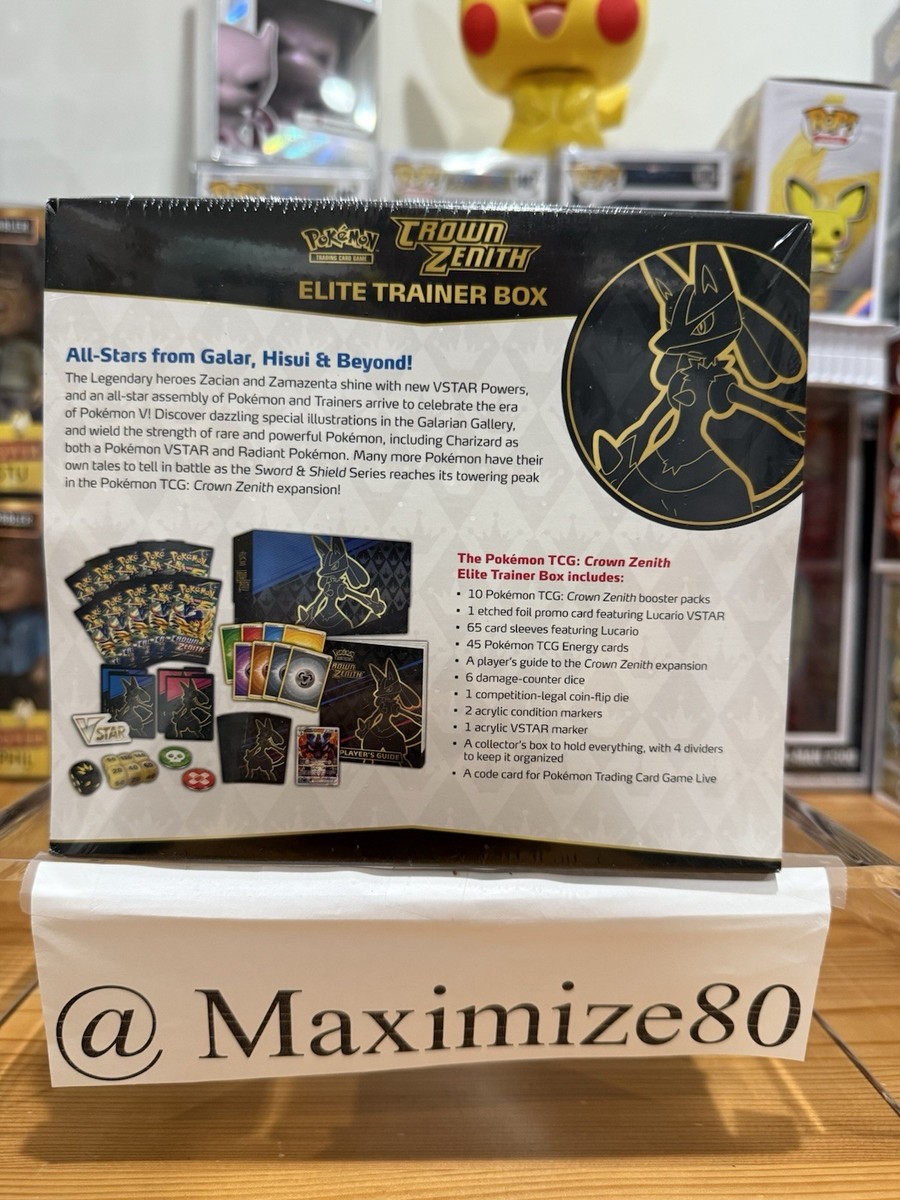 POP!
Pokémon
TRADING CARD GAME
CROWN
ZENITH
ELITE TRAINER BOX
All-Stars from Galar, Hisui & Beyond!
The Legendary heroes Zacian and Zamazenta shine with new VSTAR Powers,
and an all-star assembly of Pokémon and Trainers arrive to celebrate the era
of Pokémon V! Discover dazzling special illustrations in the Galarian Gallery,
and wield the strength of rare and powerful Pokémon, including Charizard as
both a Pokémon VSTAR and Radiant Pokémon. Many more Pokémon have their
own tales to tell in battle as the Sword & Shield Series reaches its towering peak
in the Pokémon TCG: Crown Zenith expansion!
The Pokémon TCG: Crown Zenith
Elite Trainer Box includes:
• 10 Pokémon TCG: Crown Zenith booster packs
• 1 etched foil promo card featuring Lucario VSTAR
• 65 card sleeves featuring Lucario
• 45 Pokémon TCG Energy cards
• A player's guide to the Crown Zenith expansion
• 6 damage-counter dice
• 1 competition-legal coin-flip die
• 2 acrylic condition markers
• 1 acrylic VSTAR marker
• A collector's box to hold everything, with 4 dividers
to keep it organized
• A code card for Pokémon Trading Card Game Live
VSTAR
PLAYER'S GUIDE
@ Maximize80